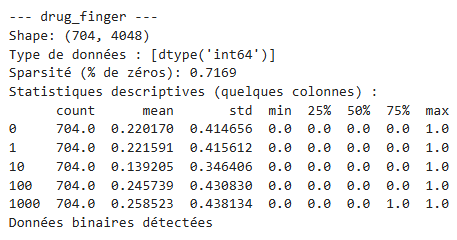 --- drug_finger ---
Shape: (704, 4048)
Type de données : [dtype('int64')]
Sparsité (% de zéros): 0.7169
Statistiques descriptives (quelques colonnes) :
      count      mean       std  min  25%  50%  75%  max
0     704.0  0.220170  0.414656  0.0  0.0  0.0  0.0  1.0
1     704.0  0.221591  0.415612  0.0  0.0  0.0  0.0  1.0
10    704.0  0.139205  0.346406  0.0  0.0  0.0  0.0  1.0
100   704.0  0.245739  0.430830  0.0  0.0  0.0  0.0  1.0
1000  704.0  0.258523  0.438134  0.0  0.0  0.0  1.0  1.0
Données binaires détectées